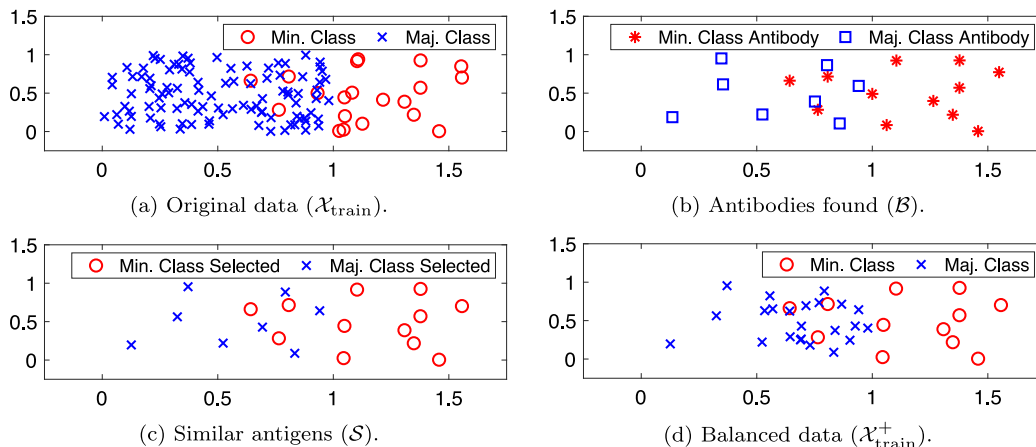 Min. Class Maj. Class
1.5
1
0.5
0
0 0.5 1 1.5
(a) Original data (𝒳train).
Min. Class Antibody Maj. Class Antibody
1.5
1
0.5
0
0 0.5 1 1.5
(b) Antibodies found (ℬ).
Min. Class Selected Maj. Class Selected
1.5
1
0.5
0
0 0.5 1 1.5
(c) Similar antigens (𝒮).
Min. Class Maj. Class
1.5
1
0.5
0
0 0.5 1 1.5
(d) Balanced data (𝒳⁺train).